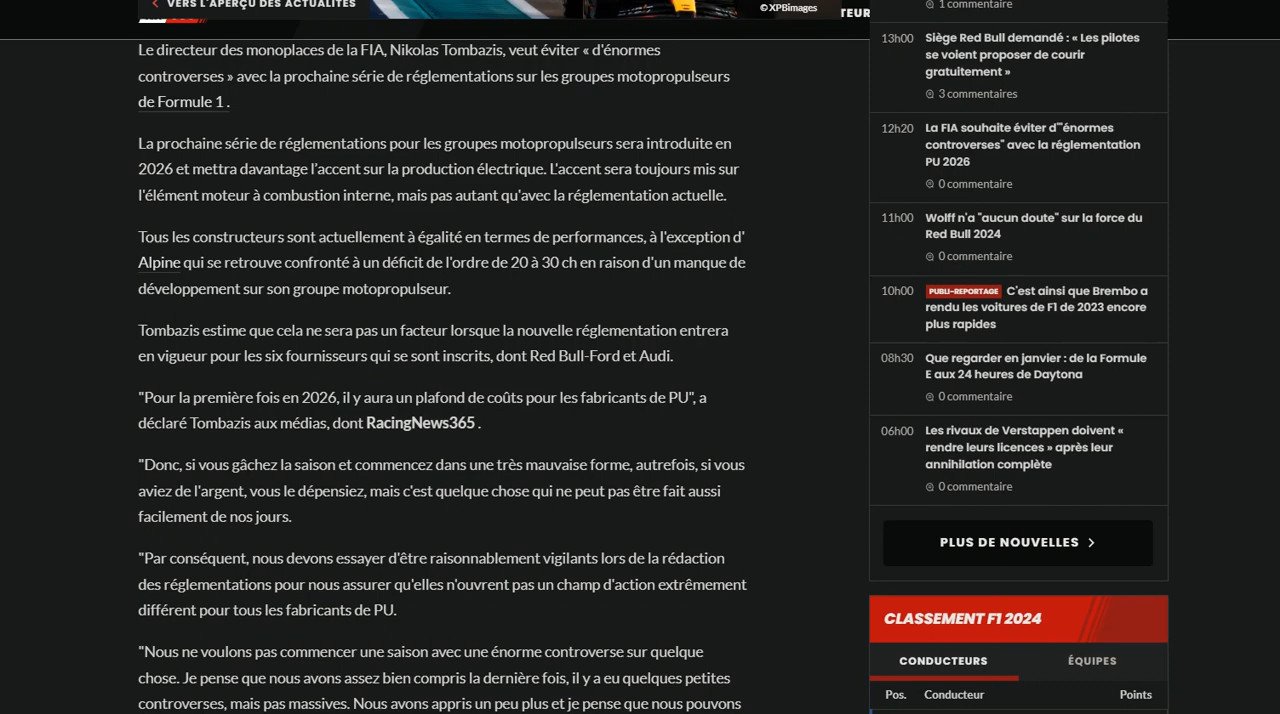 VERS L'APERÇU DES ACTUALITÉS
© XPBimages
TEUR
Le directeur des monoplaces de la FIA, Nikolas Tombazis, veut éviter « d'énormes
controverses » avec la prochaine série de réglementations sur les groupes motopropulseurs
de Formule 1 .
La prochaine série de réglementations pour les groupes motopropulseurs sera introduite en
2026 et mettra davantage l'accent sur la production électrique. L'accent sera toujours mis sur
l'élément moteur à combustion interne, mais pas autant qu'avec la réglementation actuelle.
Tous les constructeurs sont actuellement à égalité en termes de performances, à l'exception d'
Alpine qui se retrouve confronté à un déficit de l'ordre de 20 à 30 ch en raison d'un manque de
développement sur son groupe motopropulseur.
Tombazis estime que cela ne sera pas un facteur lorsque la nouvelle réglementation entrera
en vigueur pour les six fournisseurs qui se sont inscrits, dont Red Bull-Ford et Audi.
"Pour la première fois en 2026, il y aura un plafond de coûts pour les fabricants de PU", a
déclaré Tombazis aux médias, dont RacingNews365 .
"Donc, si vous gâchez la saison et commencez dans une très mauvaise forme, autrefois, si vous
aviez de l'argent, vous le dépensiez, mais c'est quelque chose qui ne peut pas être fait aussi
facilement de nos jours.
"Par conséquent, nous devons essayer d'être raisonnablement vigilants lors de la rédaction
des réglementations pour nous assurer qu'elles n'ouvrent pas un champ d'action extrêmement
différent pour tous les fabricants de PU.
"Nous ne voulons pas commencer une saison avec une énorme controverse sur quelque
chose. Je pense que nous avons assez bien compris la dernière fois, il y a eu quelques petites
controverses, mais pas massives. Nous avons appris un peu plus et je pense que nous pouvons
1 commentaire
13h00 Siège Red Bull demandé : « Les pilotes
se voient proposer de courir
gratuitement »
3 commentaires
12h20 La FIA souhaite éviter d'"énormes
controverses" avec la réglementation
PU 2026
0 commentaire
11h00 Wolff n'a "aucun doute" sur la force du
Red Bull 2024
0 commentaire
10h00 PUBLI-REPORTAGE C'est ainsi que Brembo a
rendu les voitures de F1 de 2023 encore
plus rapides
08h30 Que regarder en janvier : de la Formule
E aux 24 heures de Daytona
0 commentaire
06h00 Les rivaux de Verstappen doivent «
rendre leurs licences » après leur
annihilation complète
0 commentaire
PLUS DE NOUVELLES
CLASSEMENT F1 2024
CONDUCTEURS ÉQUIPES
Pos. Conducteur Points